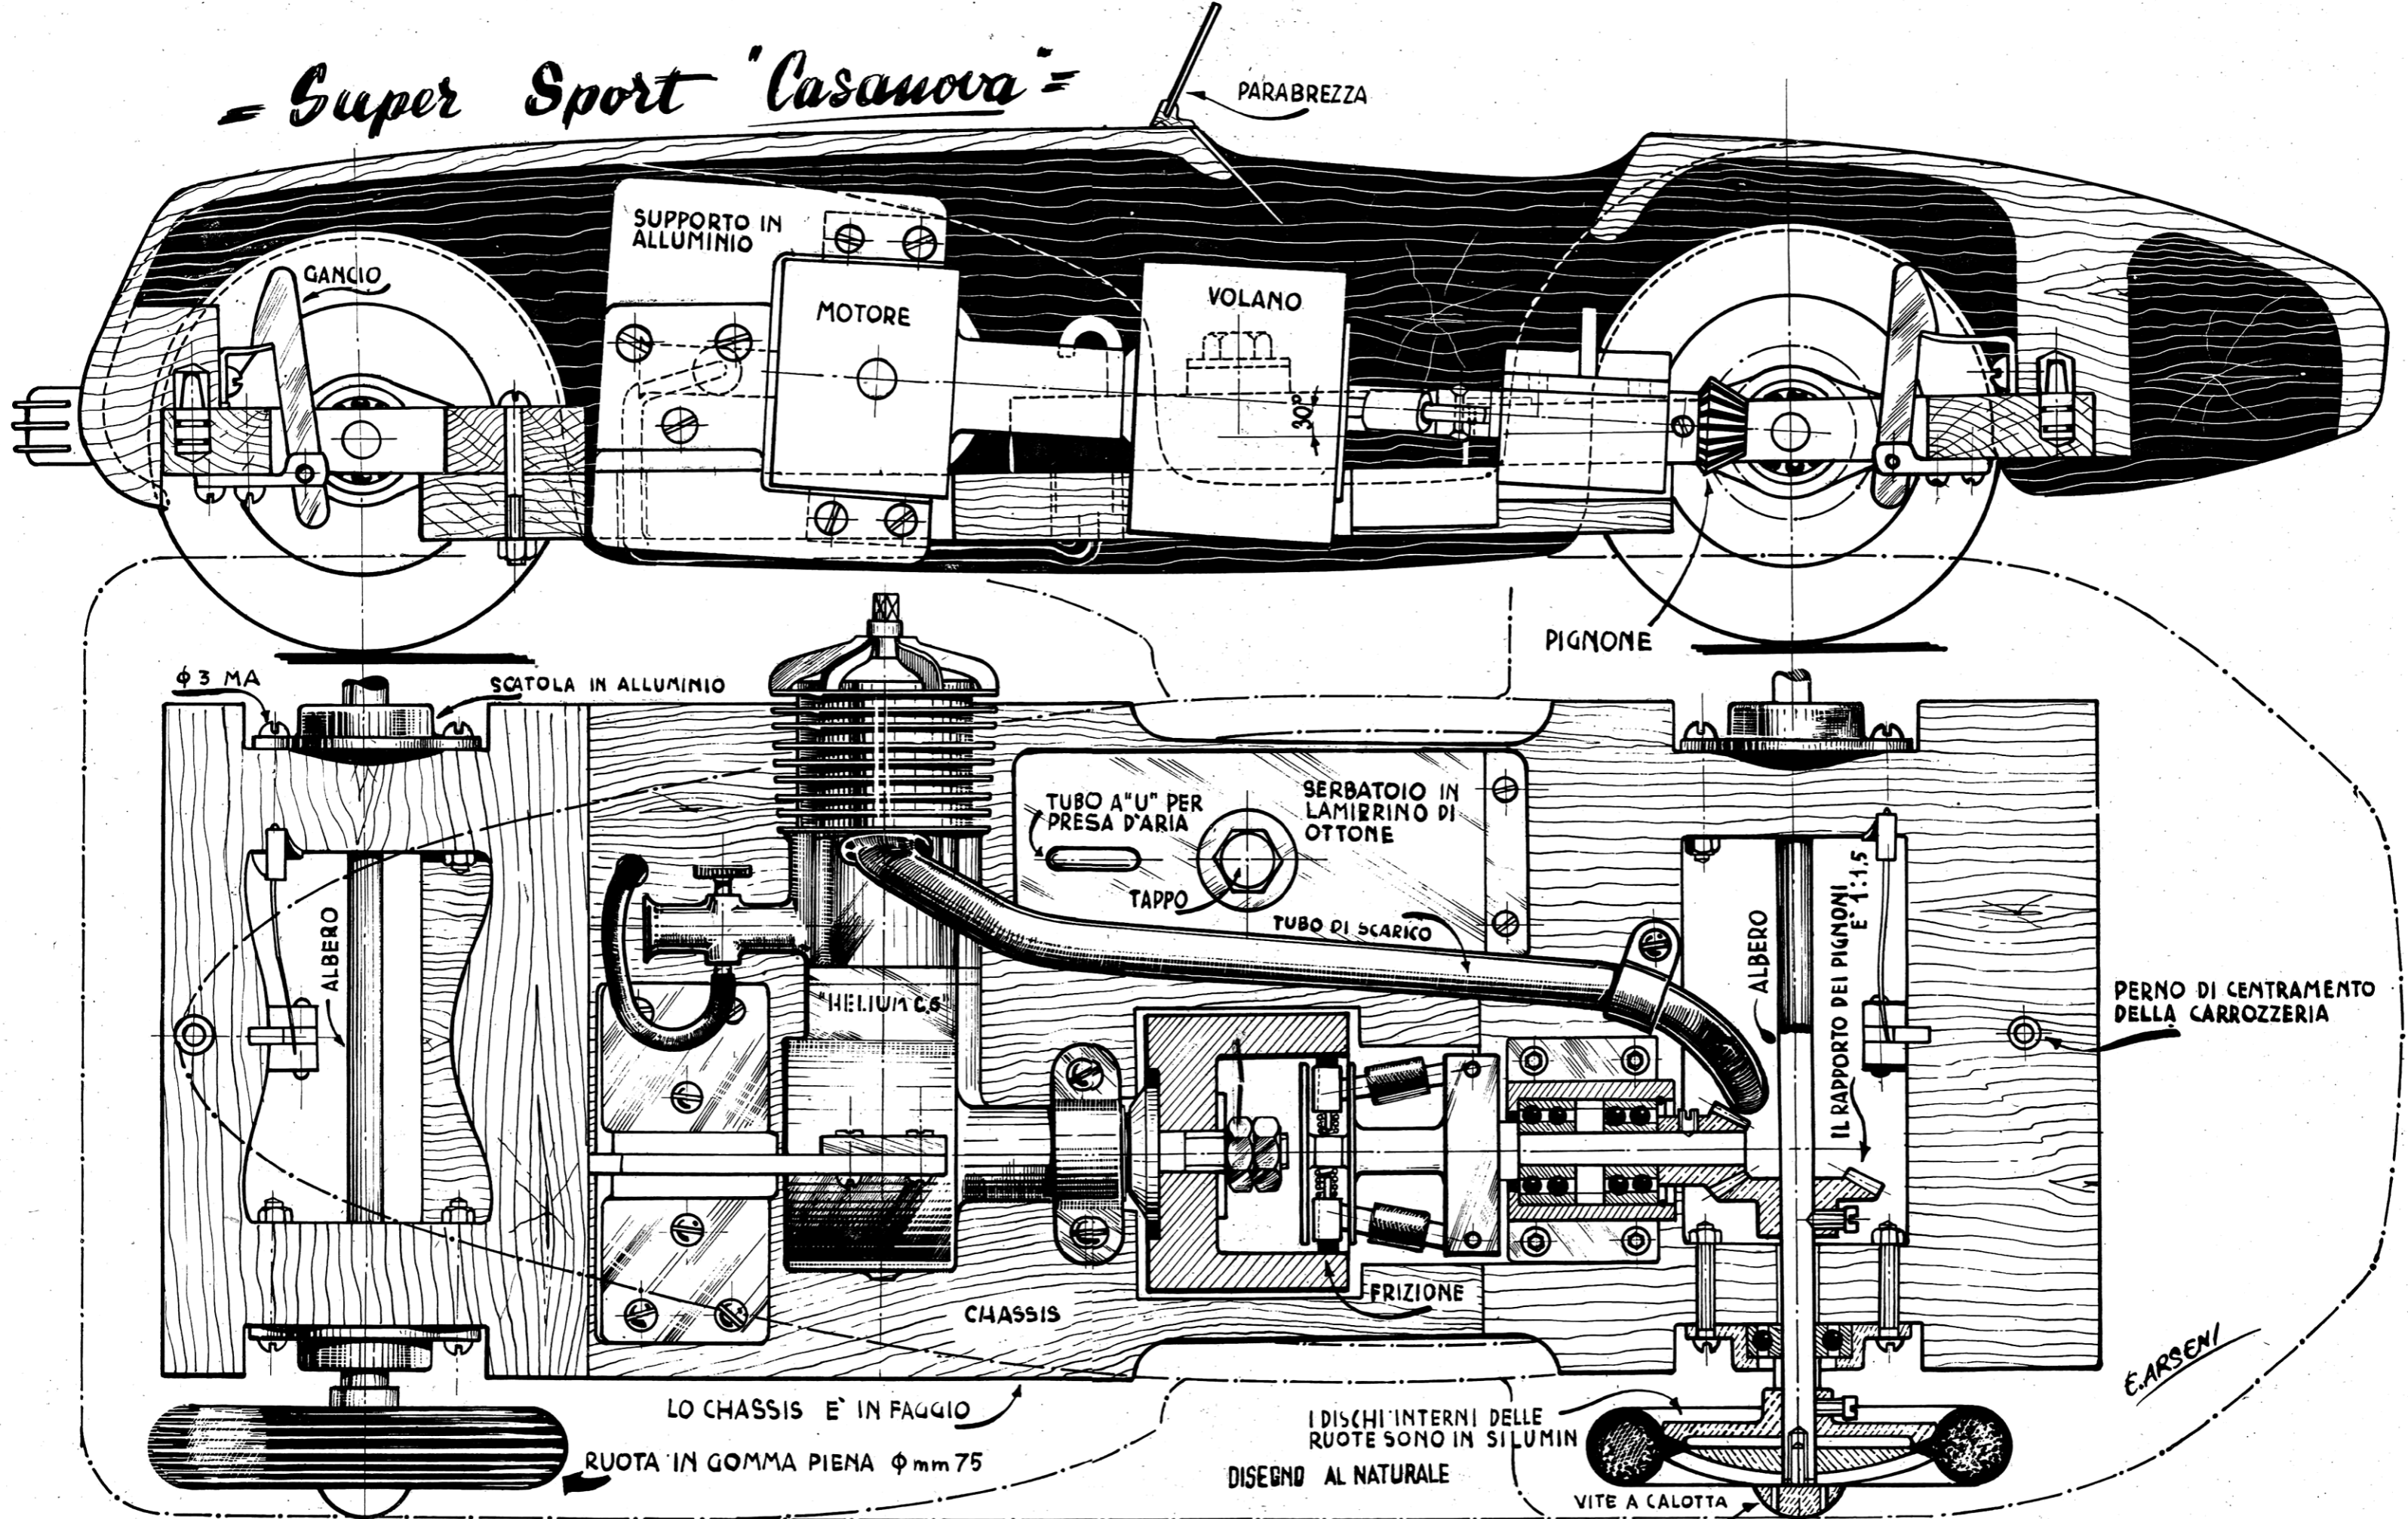 = Super Sport "Casanova" =
PARABREZZA
SUPPORTO IN
ALLUMINIO
GANCIO
MOTORE
VOLANO
30°
PIGNONE
φ 3 MA
SCATOLA IN ALLUMINIO
TUBO A "U" PER
PRESA D'ARIA
SERBATOIO IN
LAMIERINO DI
OTTONE
TAPPO
TUBO DI SCARICO
ALBERO
"HELIUM C.6"
ALBERO
IL RAPPORTO DEI PIGNONI
E' 1:1,5
PERNO DI CENTRAMENTO
DELLA CARROZZERIA
FRIZIONE
CHASSIS
E. ARSENI
LO CHASSIS E' IN FAGGIO
I DISCHI INTERNI DELLE
RUOTE SONO IN SILUMIN
RUOTA IN GOMMA PIENA φ mm 75
DISEGNO AL NATURALE
VITE A CALOTTA